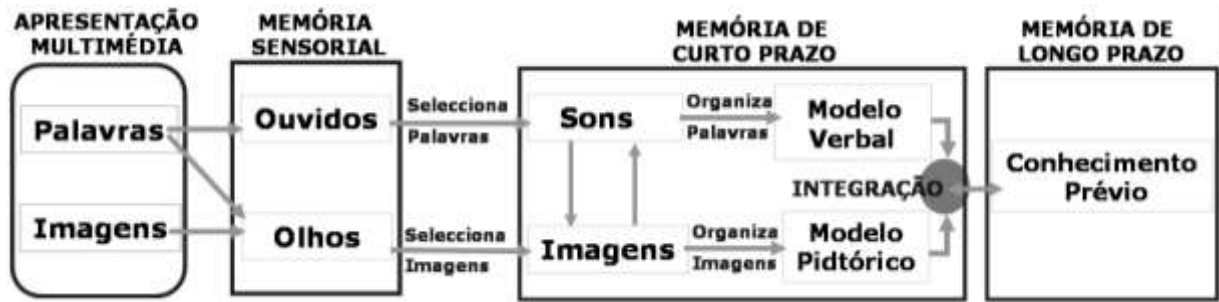 APRESENTAÇÃO
MULTIMÉDIA
Palavras
Imagens
MEMÓRIA
SENSORIAL
Ouvidos
Olhos
Selecciona
Palavras
Selecciona
Imagens
MEMÓRIA DE
CURTO PRAZO
Sons
Organiza
Palavras
Modelo
Verbal
INTEGRAÇÃO
Imagens
Organiza
Imagens
Modelo
Pidtórico
MEMÓRIA DE
LONGO PRAZO
Conhecimento
Prévio